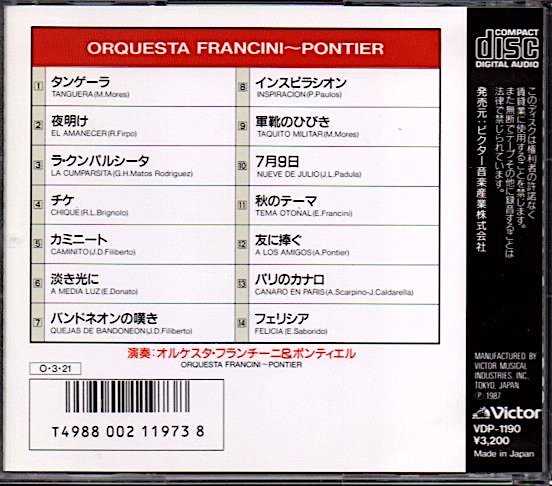 ORQUESTA FRANCINI〜PONTIER
1 タンゲーラ
TANGUERA(M.Mores)
2 夜明け
EL AMANECER(R.Firpo)
3 ラ・クンパルシータ
LA CUMPARSITA(G.H.Matos Rodriguez)
4 チケ
CHIQUÉ(R.L.Brignolo)
5 カミニート
CAMINITO(J.D.Filiberto)
6 淡き光に
A MEDIA LUZ(E.Donato)
7 バンドネオンの嘆き
QUEJAS DE BANDONEON(J.D.Filiberto)
8 インスピラシオン
INSPIRACION(P.Paulos)
9 軍靴のひびき
TAQUITO MILITAR(M.Mores)
10 7月9日
NUEVE DE JULIO(J.L.Padula)
11 秋のテーマ
TEMA OTOÑAL(E.Francini)
12 友に捧ぐ
A LOS AMIGOS(A.Pontier)
13 パリのカナロ
CANARO EN PARIS(A.Scarpino-J.Caldarella)
14 フェリシア
FELICIA(E.Saborido)
演奏:オルケスタ・フランチーニ&ポンティエル
ORQUESTA FRANCINI〜PONTIER
O・3・21
T4988 002 11973 8
COMPACT
disc
DIGITAL AUDIO
このディスクは権利者の許諾なく
賃貸業に使用することを禁じます。
また無断でテープその他に録音することは
法律で禁じられています。
発売元:ビクター音楽産業株式会社
MANUFACTURED BY
VICTOR MUSICAL
INDUSTRIES, INC.,
TOKYO, JAPAN
Ⓟ 1987
Victor
VDP-1190
¥3,200
Made in Japan